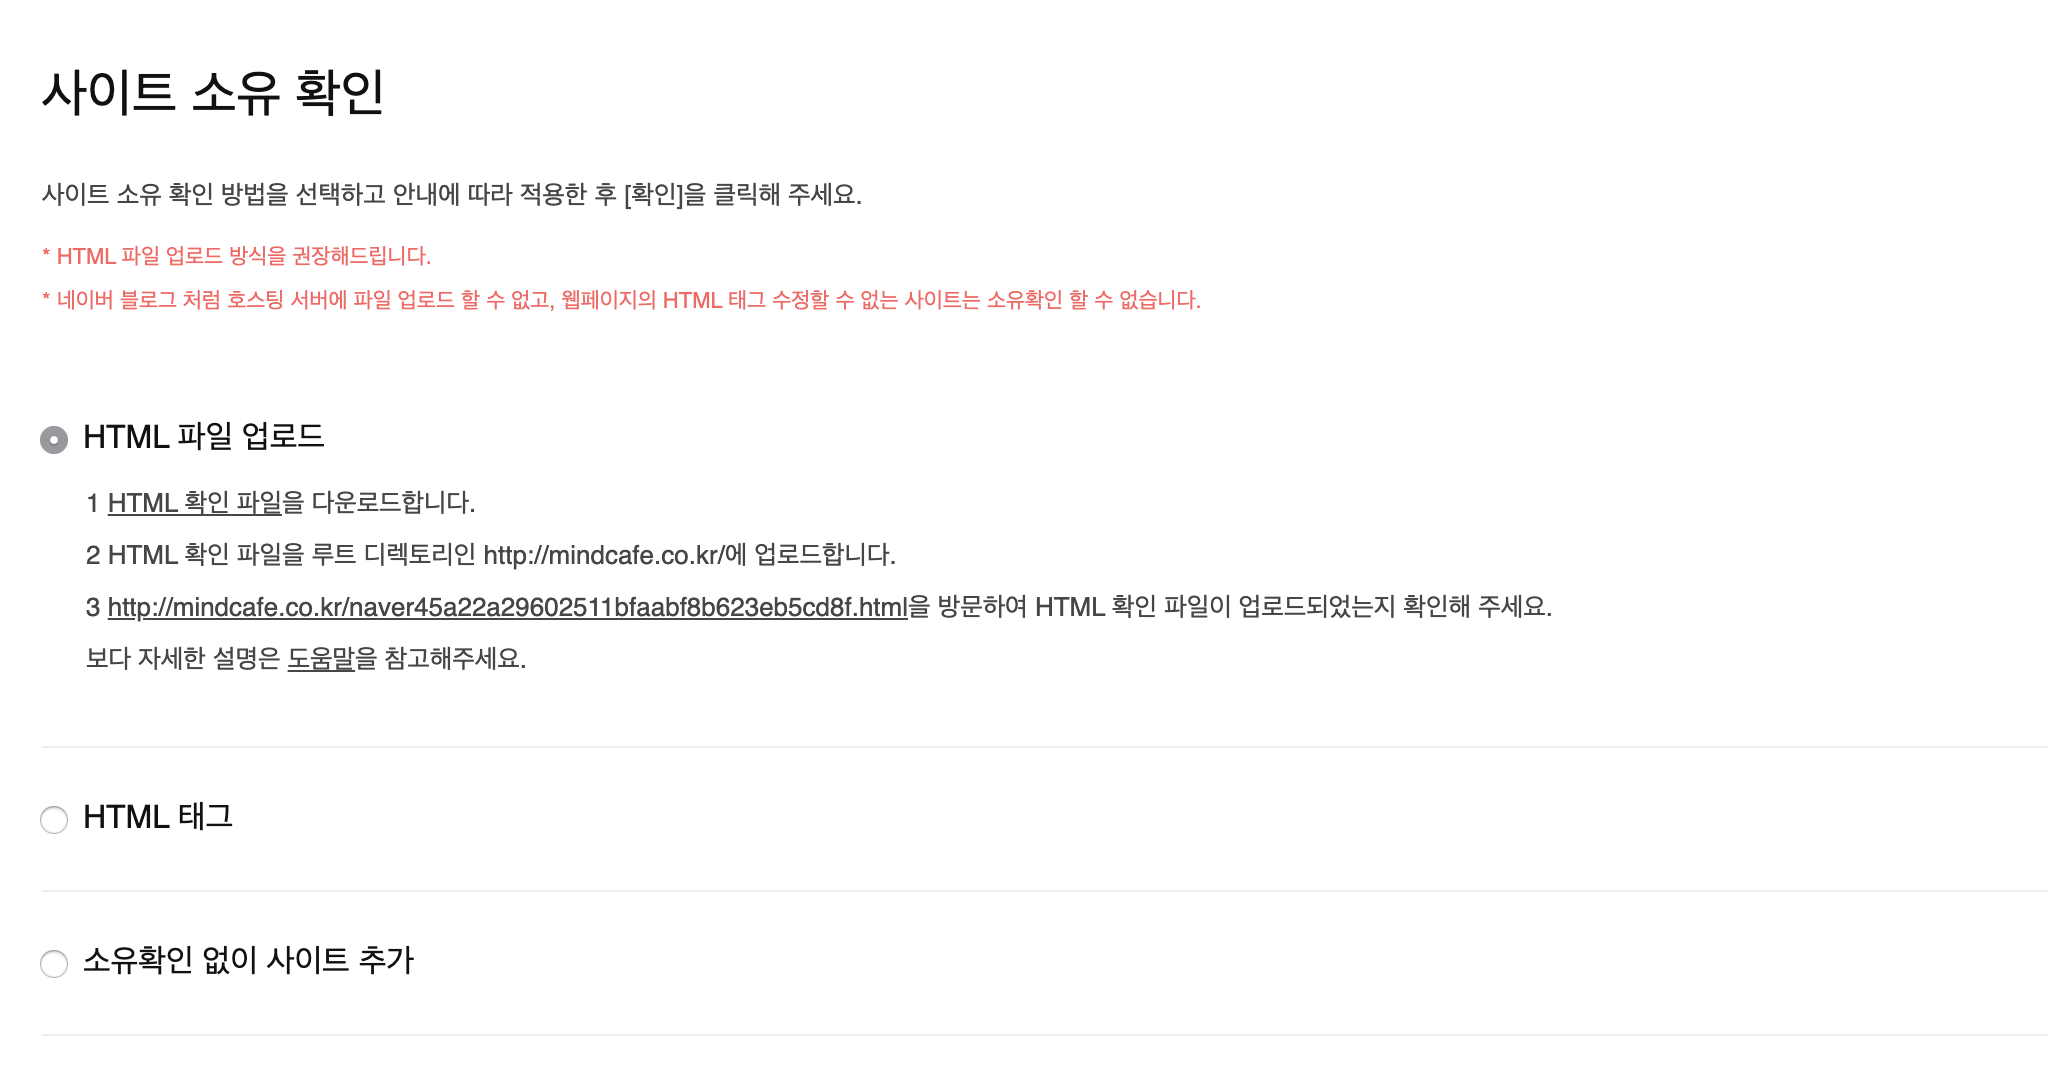 사이트 소유 확인
사이트 소유 확인 방법을 선택하고 안내에 따라 적용한 후 [확인]을 클릭해 주세요.
* HTML 파일 업로드 방식을 권장해드립니다.
* 네이버 블로그 처럼 호스팅 서버에 파일 업로드 할 수 없고, 웹페이지의 HTML 태그 수정할 수 없는 사이트는 소유확인 할 수 없습니다.
HTML 파일 업로드
1 HTML 확인 파일을 다운로드합니다.
2 HTML 확인 파일을 루트 디렉토리인 http://mindcafe.co.kr/에 업로드합니다.
3 http://mindcafe.co.kr/naver45a22a29602511bfaabf8b623eb5cd8f.html을 방문하여 HTML 확인 파일이 업로드되었는지 확인해 주세요.
보다 자세한 설명은 도움말을 참고해주세요.
HTML 태그
소유확인 없이 사이트 추가